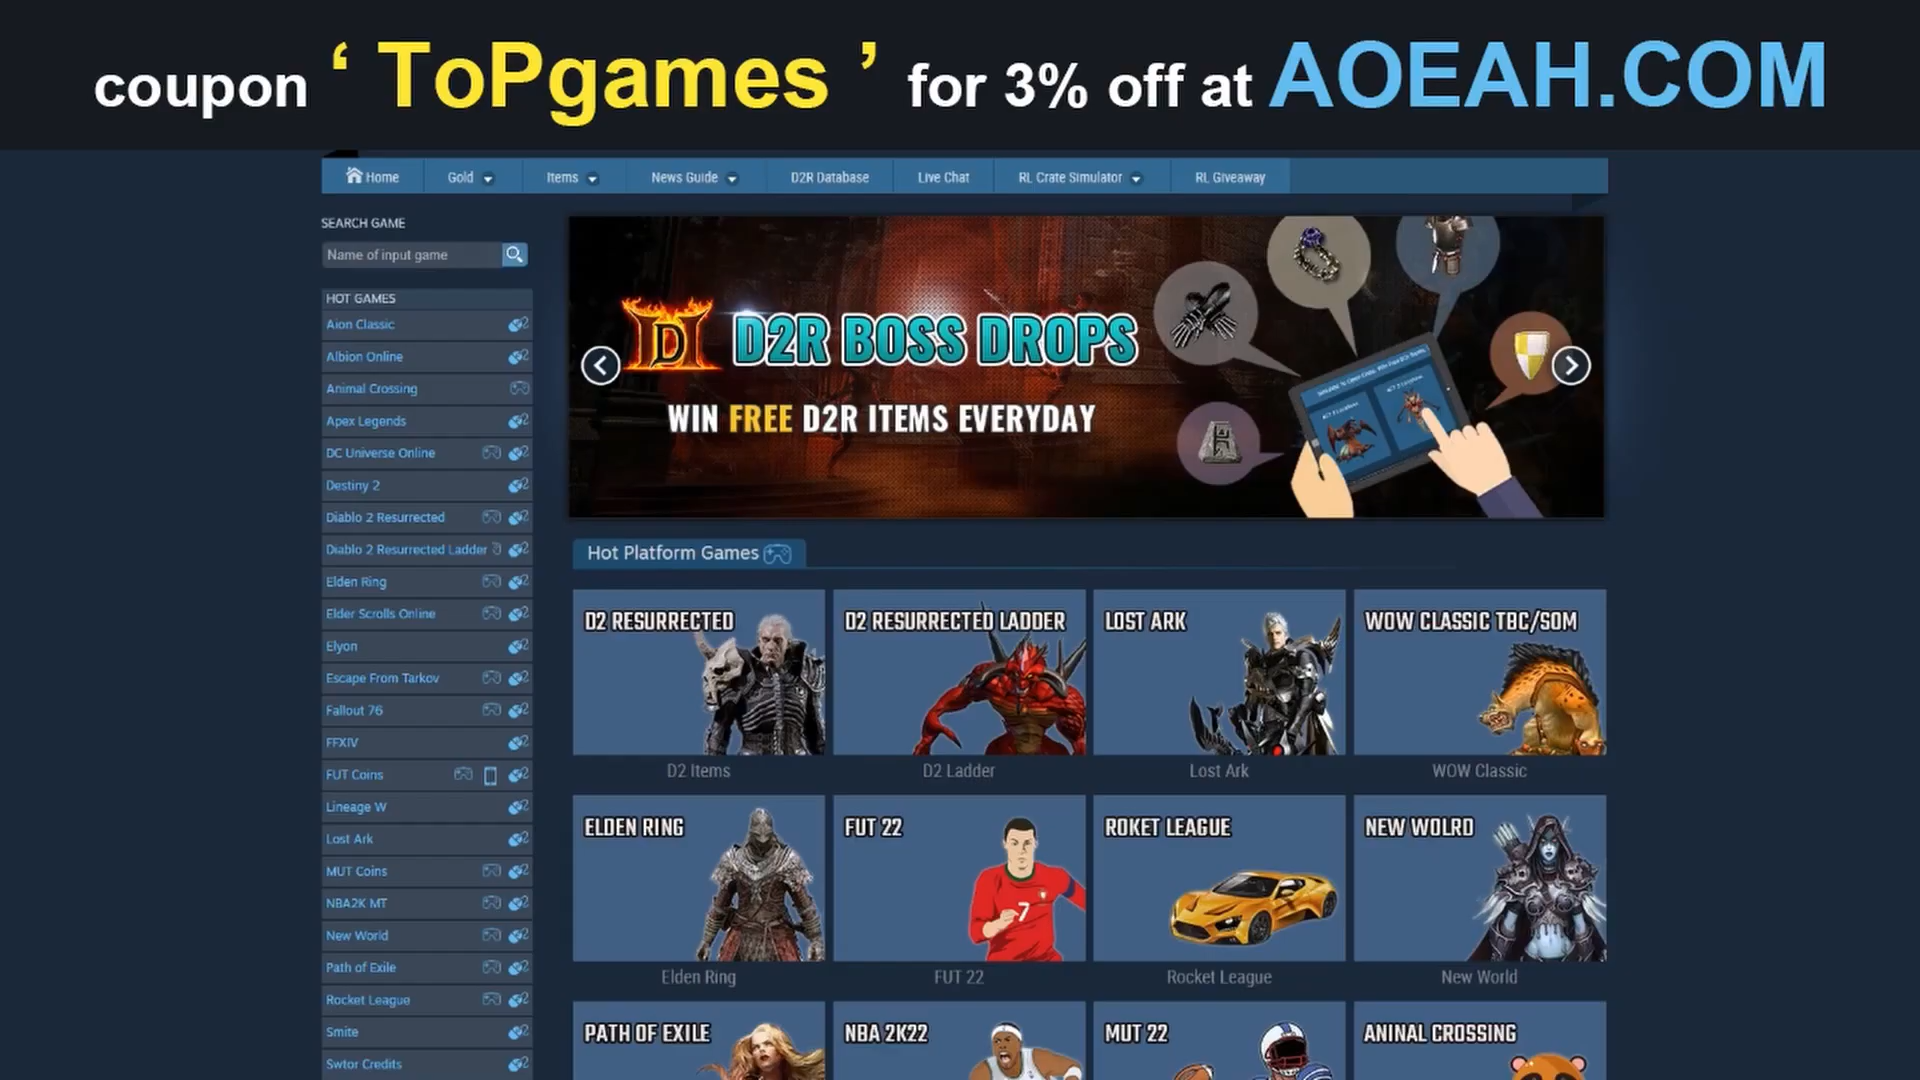 coupon ‘ ToPgames ’ for 3% off at AOEAH.COM
Home Gold Items News Guide D2R Database Live Chat RL Crate Simulator RL Giveaway
SEARCH GAME
Name of input game
HOT GAMES
Aion Classic
Albion Online
Animal Crossing
Apex Legends
DC Universe Online
Destiny 2
Diablo 2 Resurrected
Diablo 2 Resurrected Ladder
Elden Ring
Elder Scrolls Online
Elyon
Escape From Tarkov
Fallout 76
FFXIV
FUT Coins
Lineage W
Lost Ark
MUT Coins
NBA2K MT
New World
Path of Exile
Rocket League
Smite
Swtor Credits
D2R BOSS DROPS
WIN FREE D2R ITEMS EVERYDAY
Hot Platform Games
D2 RESURRECTED
D2 Items
D2 RESURRECTED LADDER
D2 Ladder
LOST ARK
Lost Ark
WOW CLASSIC TBC/SOM
WOW Classic
ELDEN RING
Elden Ring
FUT 22
7
FUT 22
ROKET LEAGUE
Rocket League
NEW WOLRD
New World
PATH OF EXILE
NBA 2K22
MUT 22
ANINAL CROSSING